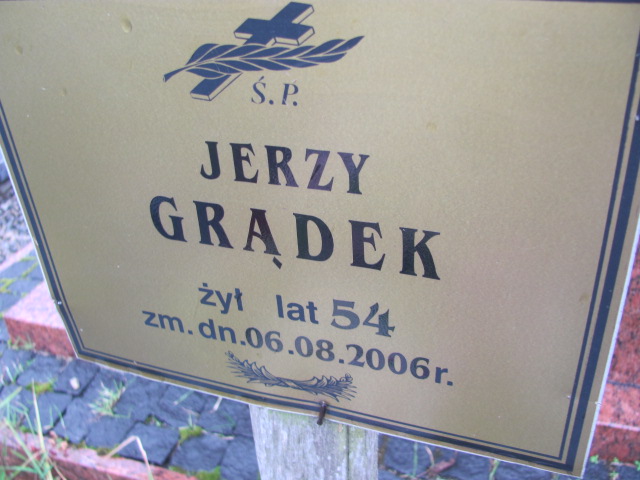 Ś.P.
JERZY
GRĄDEK
żył lat 54
zm.dn.06.08.2006r.